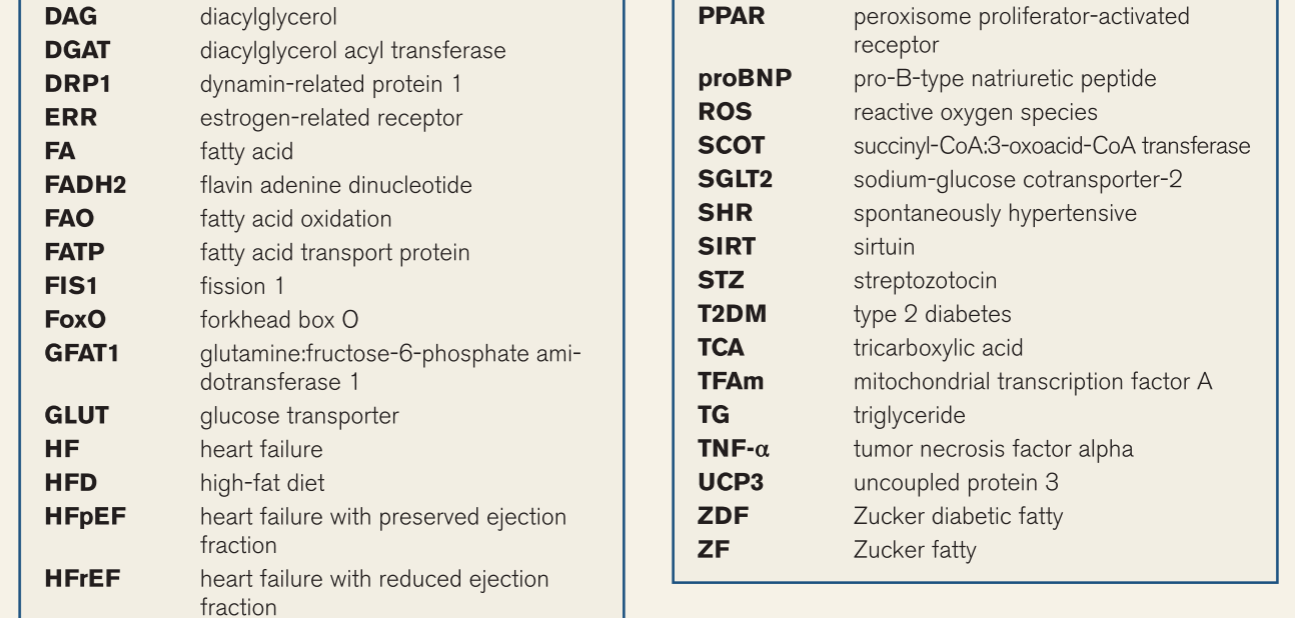 DAG diacylglycerol
DGAT diacylglycerol acyl transferase
DRP1 dynamin-related protein 1
ERR estrogen-related receptor
FA fatty acid
FADH2 flavin adenine dinucleotide
FAO fatty acid oxidation
FATP fatty acid transport protein
FIS1 fission 1
FoxO forkhead box O
GFAT1 glutamine:fructose-6-phosphate ami-
dotransferase 1
GLUT glucose transporter
HF heart failure
HFD high-fat diet
HFpEF heart failure with preserved ejection
fraction
HFrEF heart failure with reduced ejection
fraction
PPAR peroxisome proliferator-activated
receptor
proBNP pro-B-type natriuretic peptide
ROS reactive oxygen species
SCOT succinyl-CoA:3-oxoacid-CoA transferase
SGLT2 sodium-glucose cotransporter-2
SHR spontaneously hypertensive
SIRT sirtuin
STZ streptozotocin
T2DM type 2 diabetes
TCA tricarboxylic acid
TFAm mitochondrial transcription factor A
TG triglyceride
TNF-α tumor necrosis factor alpha
UCP3 uncoupled protein 3
ZDF Zucker diabetic fatty
ZF Zucker fatty